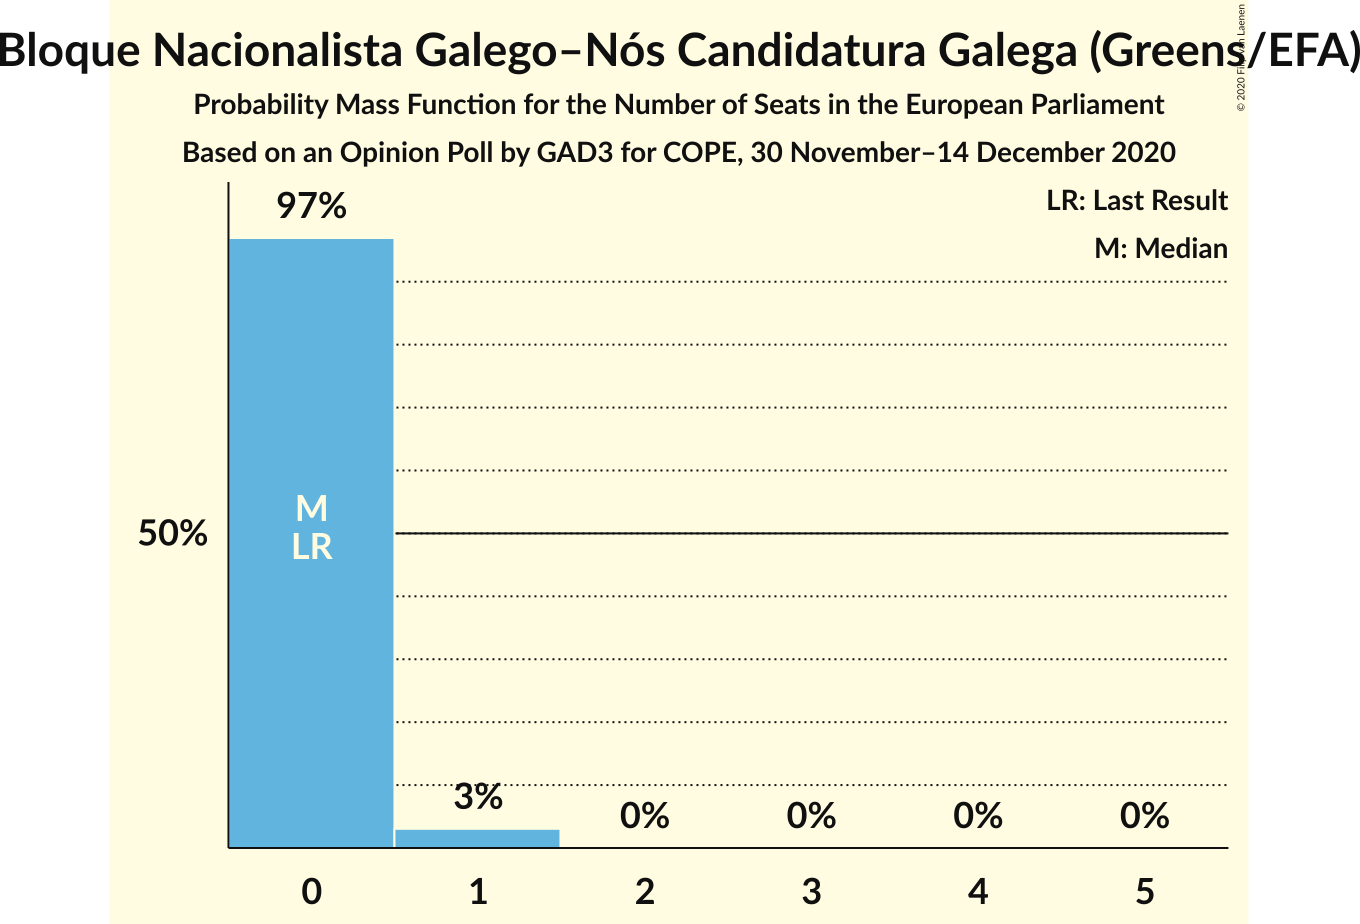 Bloque Nacionalista Galego–Nós Candidatura Galega (Greens/EFA)
Probability Mass Function for the Number of Seats in the European Parliament
Based on an Opinion Poll by GAD3 for COPE, 30 November–14 December 2020
© 2020 Filip van Laenen
LR: Last Result
M: Median
97%
M
LR
50%
3%
0%
0%
0%
0%
0
1
2
3
4
5